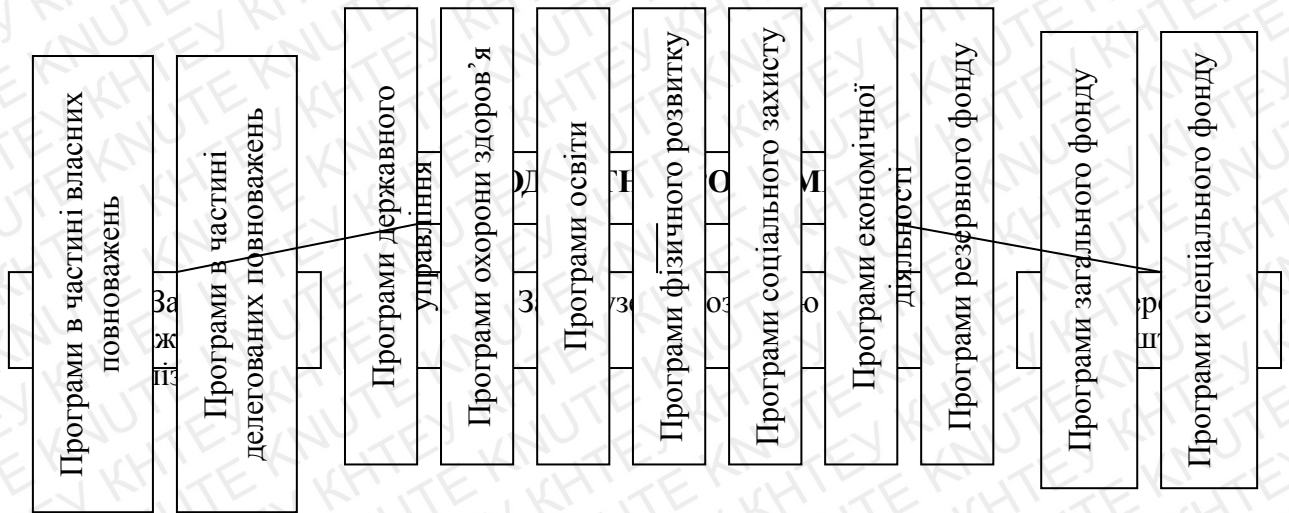 Програми в частині власних
повноважень
Програми в частині
делегованих повноважень
Програми державного
управління
Програми охорони здоров’я
Програми освіти
Програми фізичного розвитку
Програми соціального захисту
Програми економічної
діяльності
Програми резервного фонду
Програми загального фонду
Програми спеціального фонду